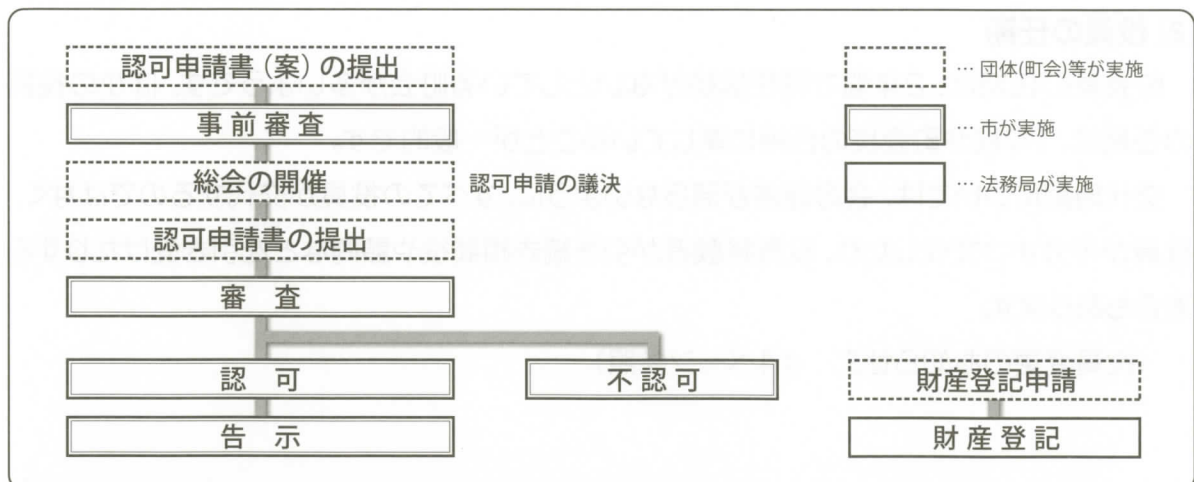 認可申請書(案)の提出
事前審査
総会の開催 認可申請の議決
認可申請書の提出
審査
認可 不認可
告示
… 団体(町会)等が実施
… 市が実施
… 法務局が実施
財産登記申請
財産登記